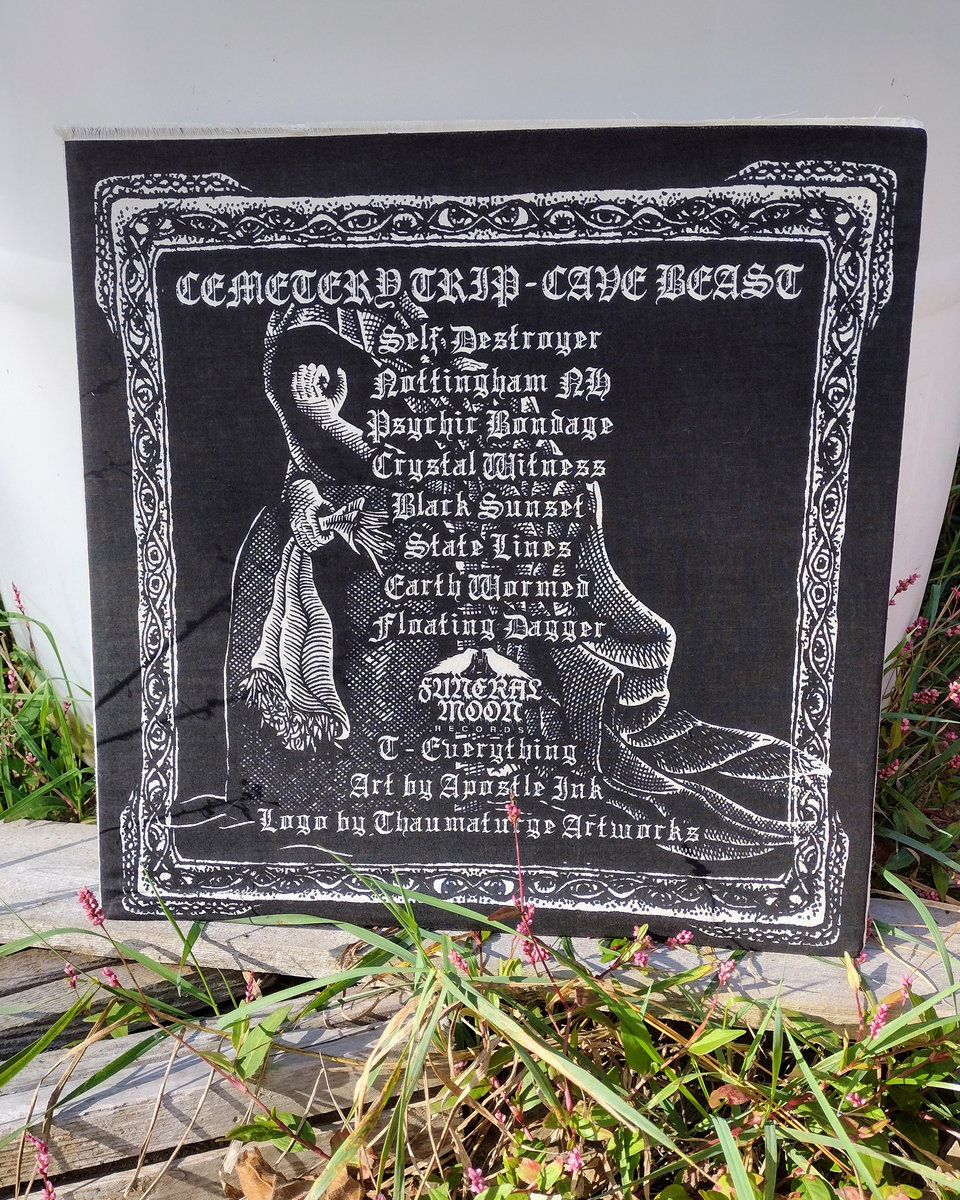 CEMETERY TRIP - CAVE BEAST
Self Destroyer
Nottingham NH
Psychic Bondage
Crystal Witness
Black Sunset
State Lines
Earth Wormed
Floating Dagger
FUNERAL
MOON
RECORDS
T - Everything
Art by Apostle Ink
Logo by Thaumaturge Artworks